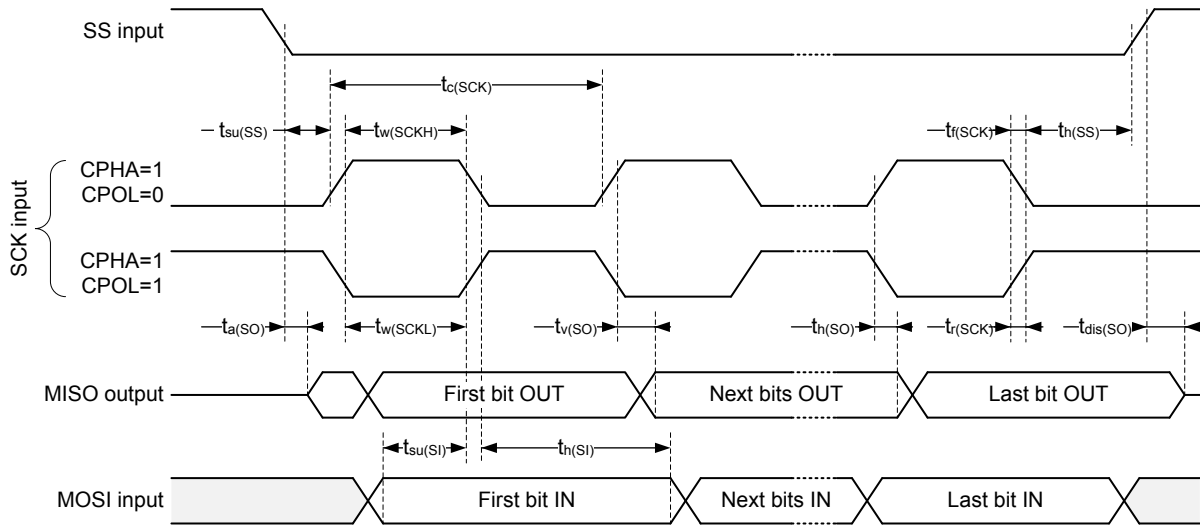 SS input
tc(SCK)
tsu(SS)
tw(SCKH)
tf(SCK)
th(SS)
SCK input
CPHA=1
CPOL=0
CPHA=1
CPOL=1
ta(SO)
tw(SCKL)
tv(SO)
th(SO)
tr(SCK)
tdis(SO)
MISO output
First bit OUT
Next bits OUT
Last bit OUT
tsu(SI)
th(SI)
MOSI input
First bit IN
Next bits IN
Last bit IN